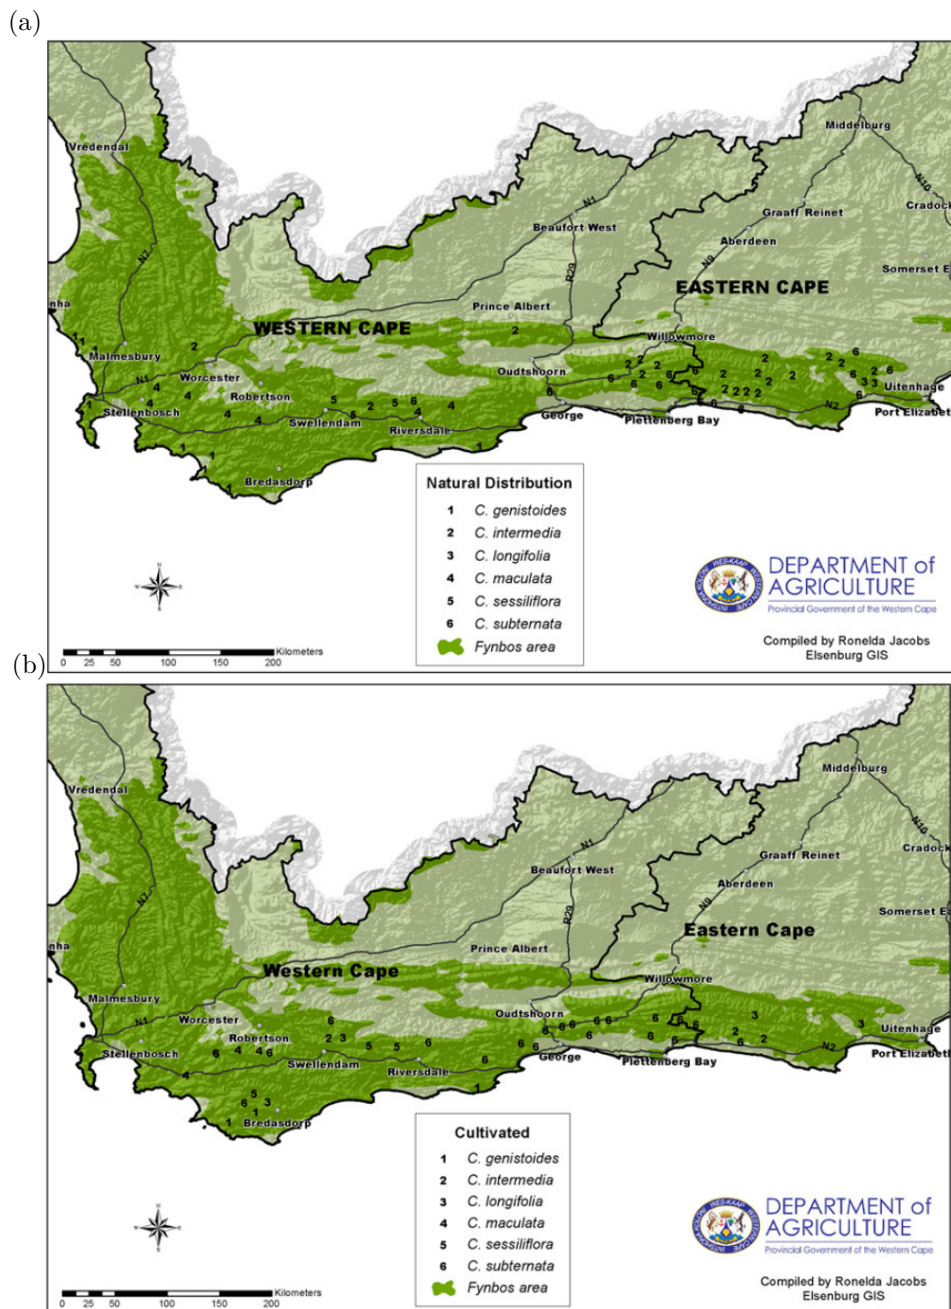 (a)
Vredendal
Middelburg
N10
Cradock
N1
Graaff Reinet
Beaufort West
Aberdeen
R29
N9
N7
Somerset E
EASTERN CAPE
nha
Prince Albert
WESTERN CAPE
Willowmore
Malmesbury
N1
Worcester
Oudtshoorn
Robertson
Uitenhage
Stellenbosch
George
N2
Port Elizabeth
Swellendam
Riversdale
Plettenberg Bay
Bredasdorp
Natural Distribution
1 C. genistoides
2 C. intermedia
3 C. longifolia
4 C. maculata
5 C. sessiliflora
6 C. subternata
Fynbos area
DEPARTMENT of
AGRICULTURE
Provincial Government of the Western Cape
Compiled by Ronelda Jacobs
Elsenburg GIS
Kilometers
0 25 50 100 150 200
(b)
Vredendal
Middelburg
N10
Cradock
N1
Graaff Reinet
Beaufort West
Aberdeen
R29
N9
N7
Somerset E
Eastern Cape
nha
Prince Albert
Western Cape
Willowmore
Malmesbury
N1
Worcester
Oudtshoorn
Robertson
Uitenhage
Stellenbosch
George
N2
Port Elizabeth
Swellendam
Riversdale
Plettenberg Bay
Bredasdorp
Cultivated
1 C. genistoides
2 C. intermedia
3 C. longifolia
4 C. maculata
5 C. sessiliflora
6 C. subternata
Fynbos area
DEPARTMENT of
AGRICULTURE
Provincial Government of the Western Cape
Compiled by Ronelda Jacobs
Elsenburg GIS
Kilometers
0 25 50 100 150 200